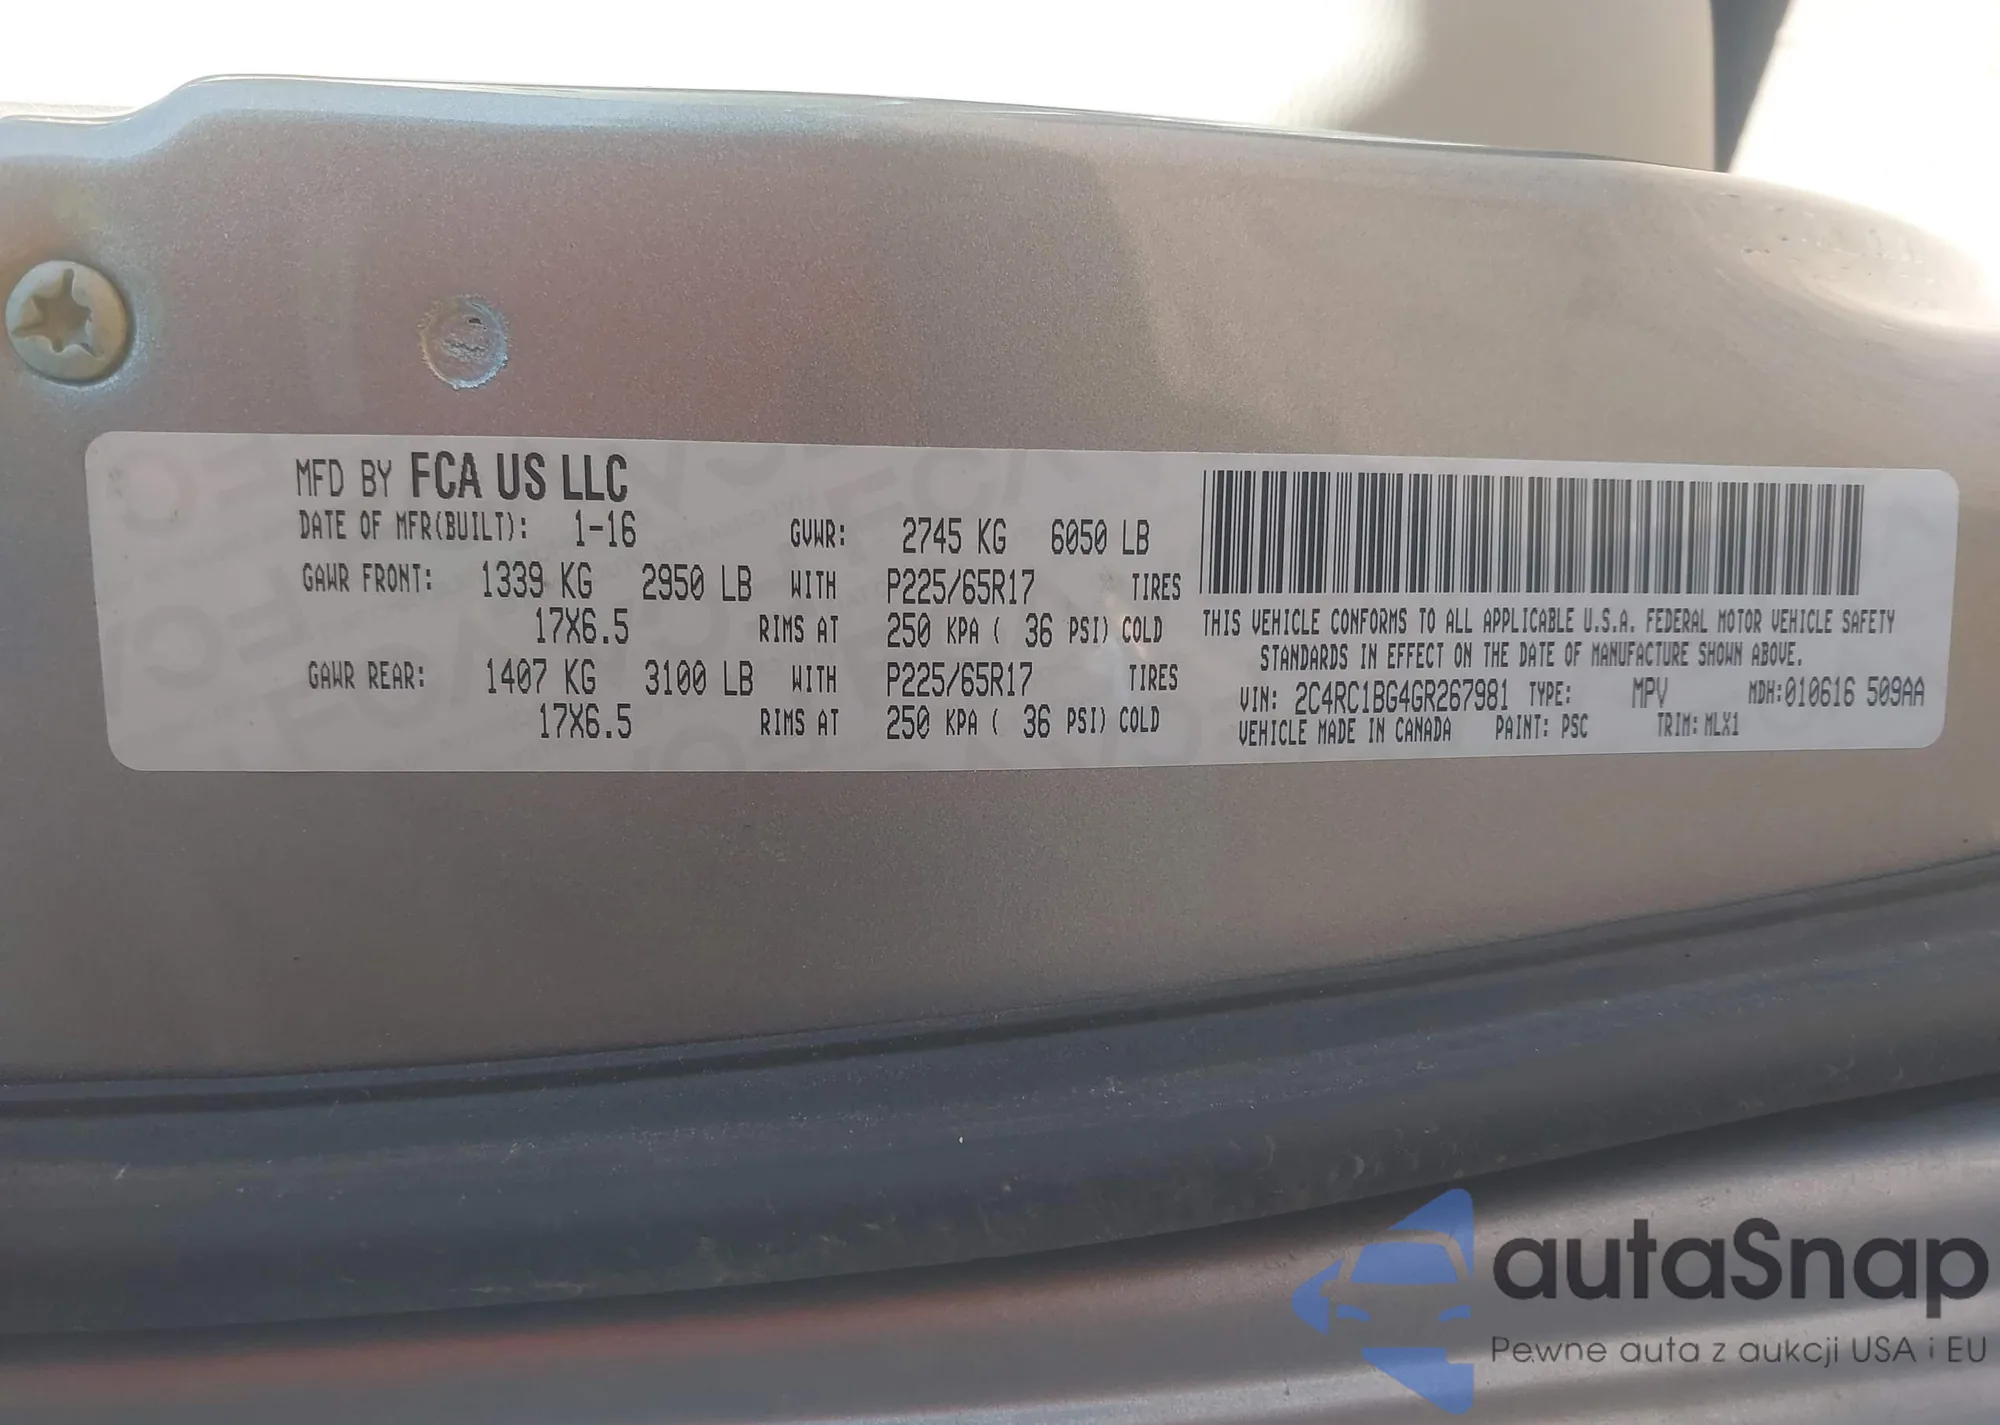 MFD BY FCA US LLC
DATE OF MFR(BUILT): 1-16 GVWR: 2745 KG 6050 LB
GAWR FRONT: 1339 KG 2950 LB WITH P225/65R17 TIRES
17X6.5 RIMS AT 250 KPA ( 36 PSI) COLD
GAWR REAR: 1407 KG 3100 LB WITH P225/65R17 TIRES
17X6.5 RIMS AT 250 KPA ( 36 PSI) COLD
THIS VEHICLE CONFORMS TO ALL APPLICABLE U.S.A. FEDERAL MOTOR VEHICLE SAFETY
STANDARDS IN EFFECT ON THE DATE OF MANUFACTURE SHOWN ABOVE.
VIN: 2C4RC1BG4GR267981 TYPE: MPV MDH:010616 509AA
VEHICLE MADE IN CANADA PAINT: PSC TRIM: MLX1
autaSnap
Pewne auta z aukcji USA i EU